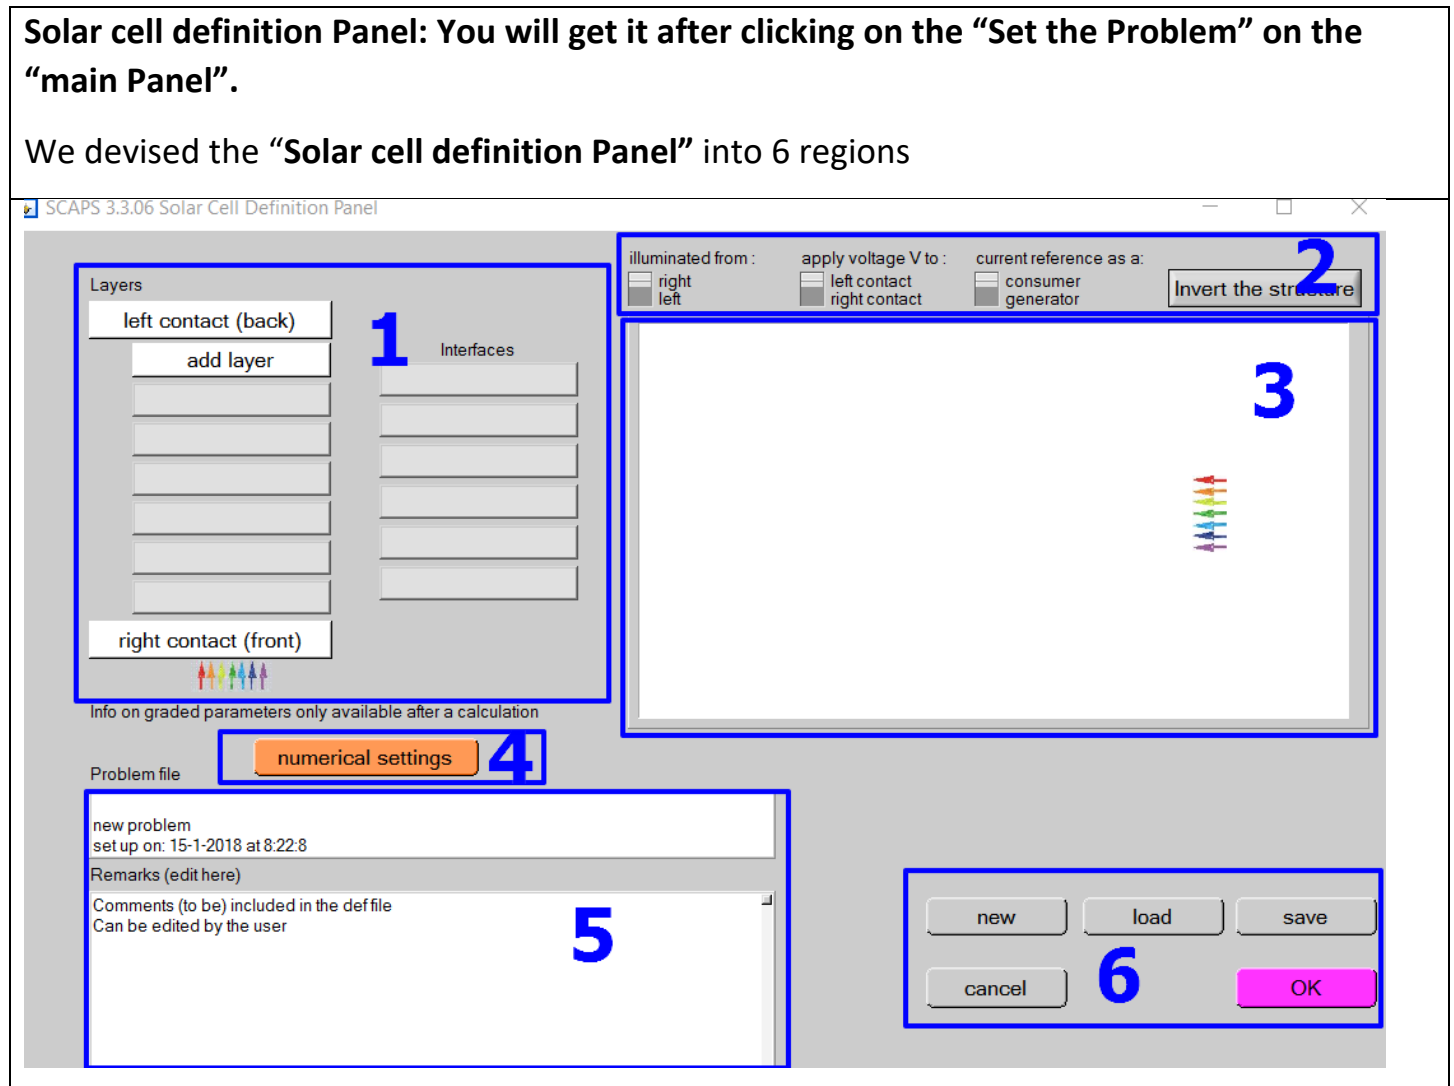 Solar cell definition Panel: You will get it after clicking on the “Set the Problem” on the
“main Panel”.
We devised the “Solar cell definition Panel” into 6 regions
SCAPS 3.3.06 Solar Cell Definition Panel
Layers
left contact (back)
add layer
Interfaces
right contact (front)
1
illuminated from :
right
left
apply voltage V to :
left contact
right contact
current reference as a:
consumer
generator
Invert the structure
2
3
Info on graded parameters only available after a calculation
numerical settings
4
Problem file
new problem
set up on: 15-1-2018 at 8:22:8
Remarks (edit here)
Comments (to be) included in the def file
Can be edited by the user
5
new
load
save
cancel
6
OK